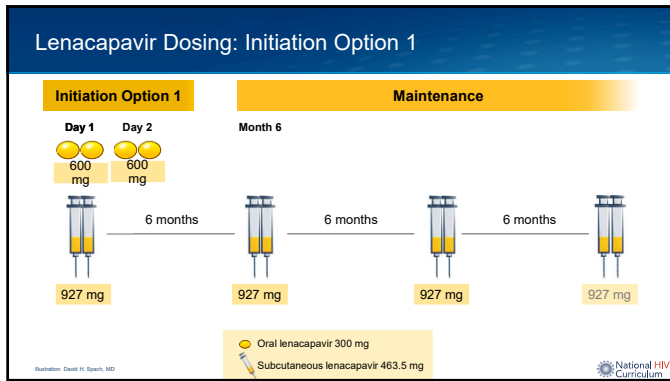 Lenacapavir Dosing: Initiation Option 1
Initiation Option 1
Maintenance
Day 1
Day 2
Month 6
600
mg
600
mg
6 months
6 months
6 months
927 mg
927 mg
927 mg
927 mg
Oral lenacapavir 300 mg
Subcutaneous lenacapavir 463.5 mg
Illustration: David H. Spach, MD
National HIV
Curriculum